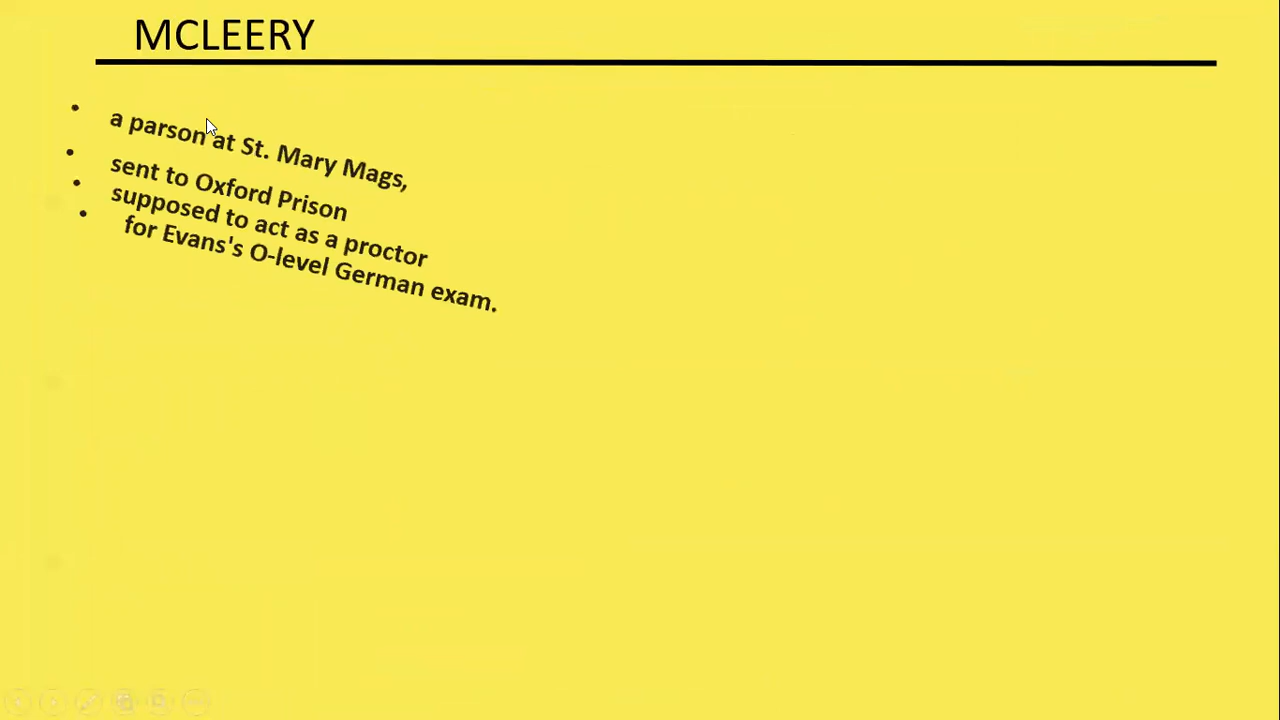 MCLEERY
• a parson at St. Mary Mags,
• sent to Oxford Prison
• supposed to act as a proctor
• for Evans's O-level German exam.